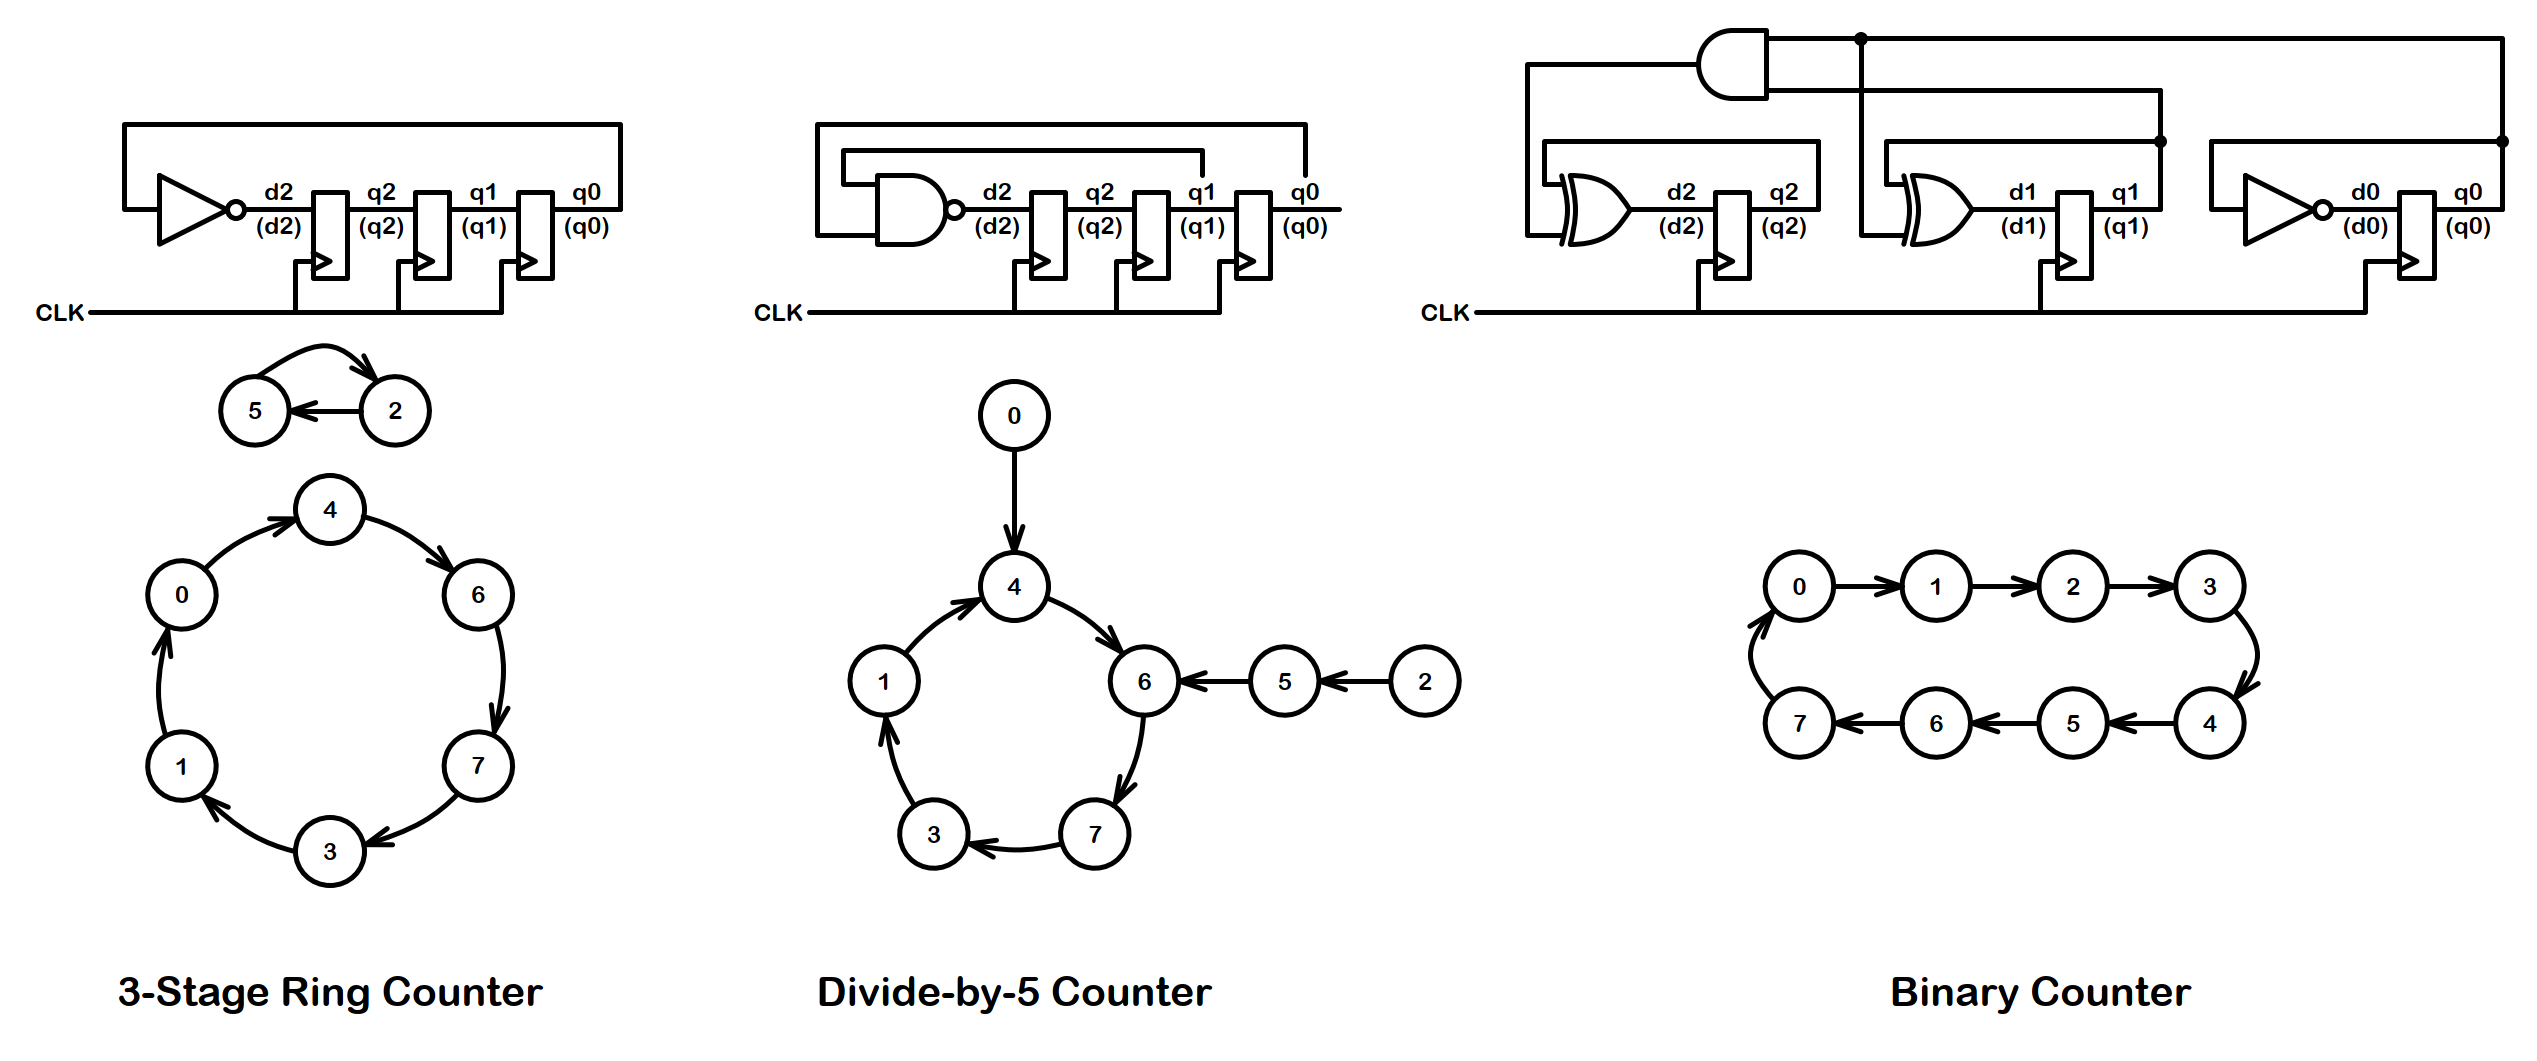 d2 q2 q1 q0
(d2) (q2) (q1) (q0)
CLK
5 2
4
0 6
1 7
3
3-Stage Ring Counter
d2 q2 q1 q0
(d2) (q2) (q1) (q0)
CLK
0
4
1 6 5 2
3 7
Divide-by-5 Counter
d2 q2 d1 q1 d0 q0
(d2) (q2) (d1) (q1) (d0) (q0)
CLK
0 1 2 3
7 6 5 4
Binary Counter